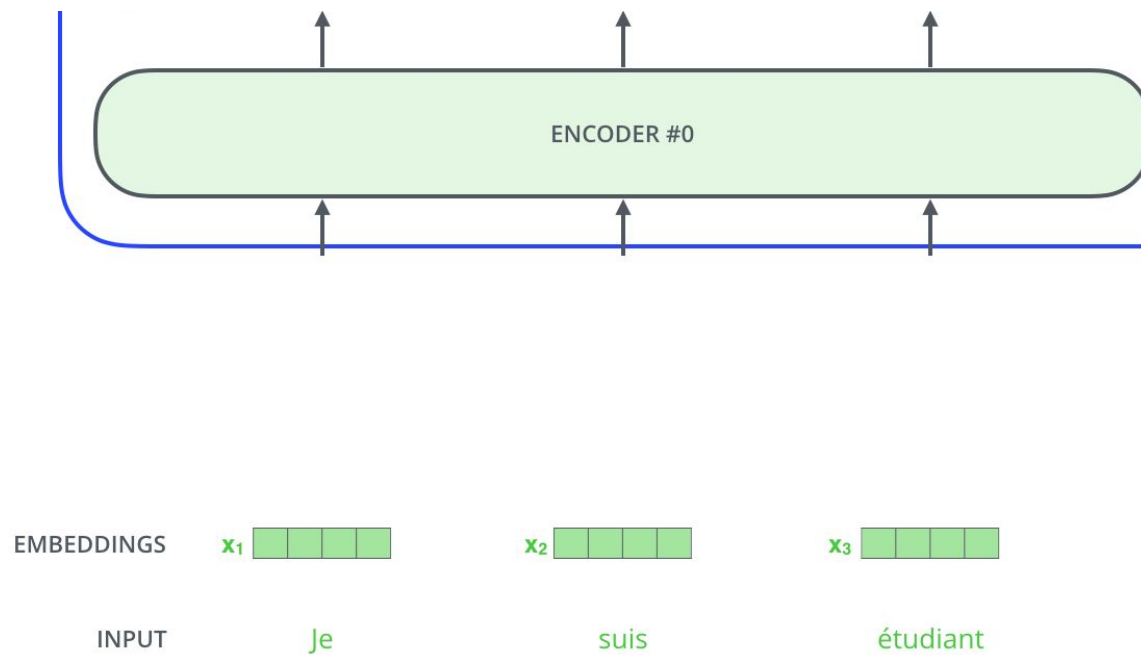 ENCODER #0
EMBEDDINGS x₁ x₂ x₃
INPUT Je suis étudiant